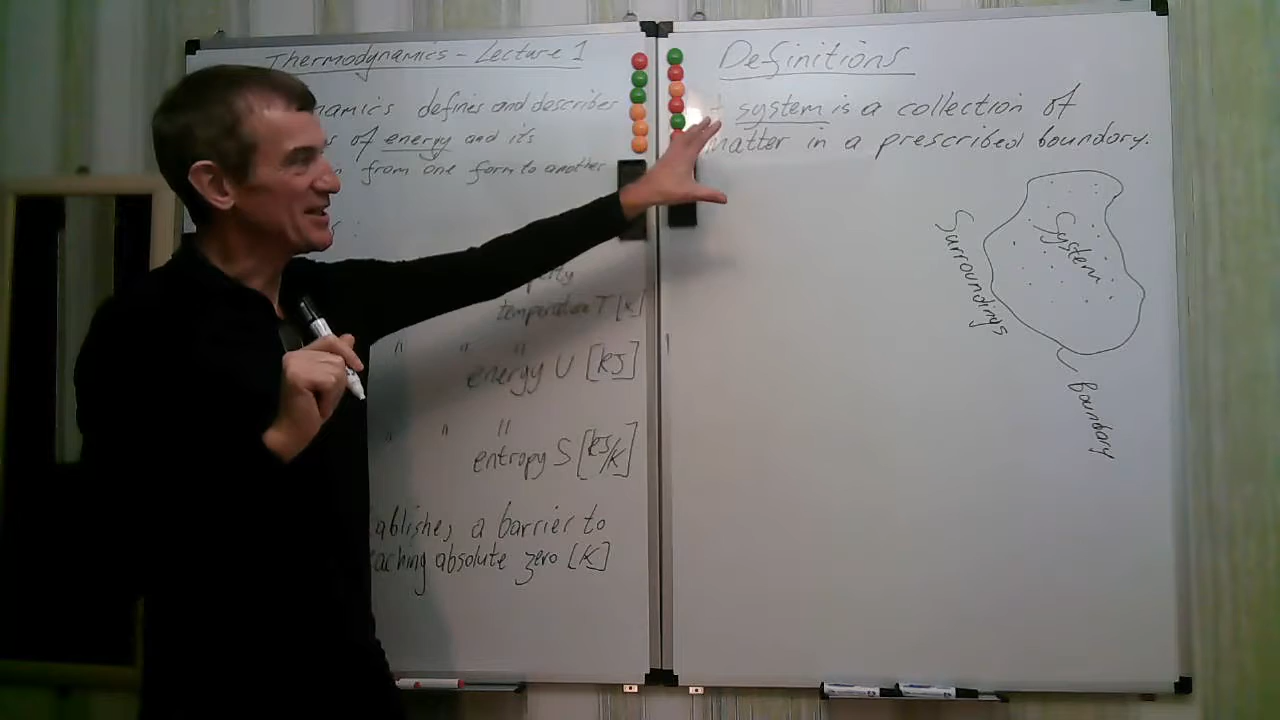 Thermodynamics - Lecture 1
namics defines and describes
s of energy and its
n from one form to another
s :
temperature T [K]
" " "
energy U [kJ]
" " "
entropy S [kJ/K]
ablishes a barrier to
eaching absolute zero [K]
Definitions
system is a collection of
matter in a prescribed boundary.
System
Surroundings
Boundary